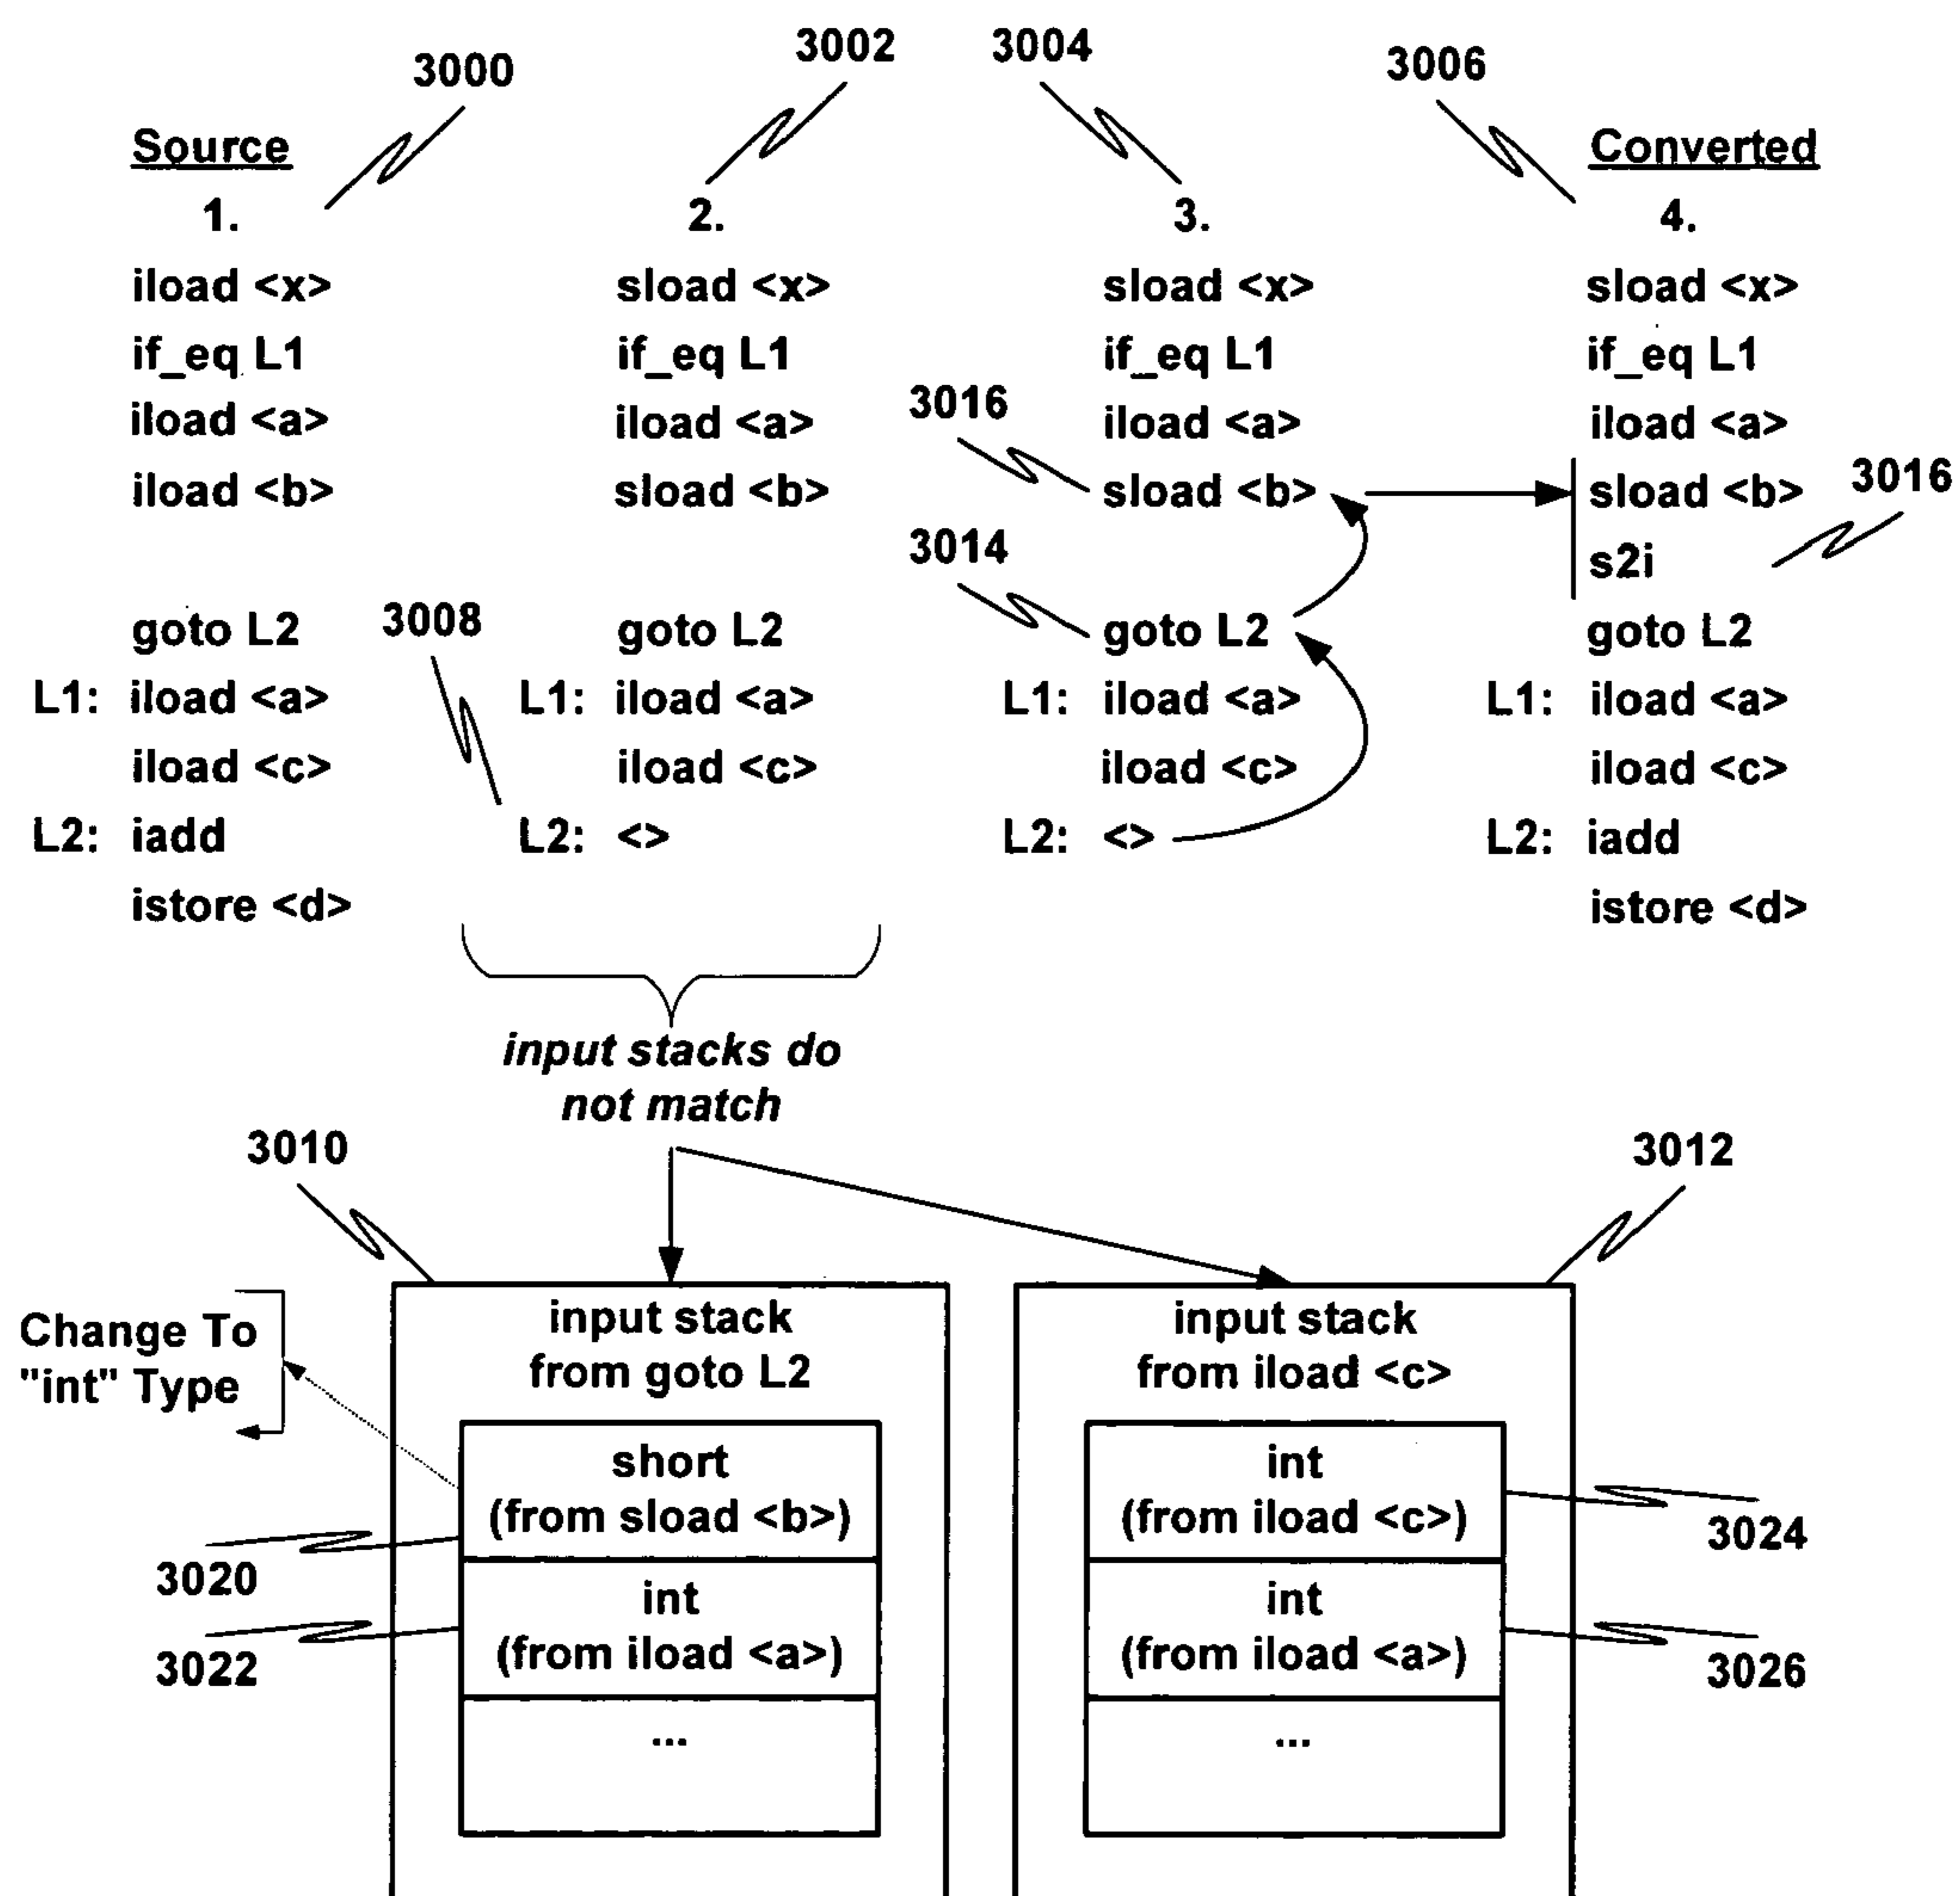 3000
3002
3004
3006
Source
1.
iload <x>
if_eq L1
iload <a>
iload <b>
goto L2
L1: iload <a>
iload <c>
L2: iadd
istore <d>
2.
sload <x>
if_eq L1
iload <a>
sload <b>
goto L2
3008
L1: iload <a>
iload <c>
L2: <>
3.
sload <x>
if_eq L1
3016
iload <a>
sload <b>
3014
goto L2
L1: iload <a>
iload <c>
L2: <>
Converted
4.
sload <x>
if_eq L1
iload <a>
sload <b>
3016
s2i
goto L2
L1: iload <a>
iload <c>
L2: iadd
istore <d>
input stacks do
not match
3010
3012
Change To
"int" Type
input stack
from goto L2
short
(from sload <b>)
3020
int
(from iload <a>)
3022
...
input stack
from iload <c>
int
(from iload <c>)
3024
int
(from iload <a>)
3026
...